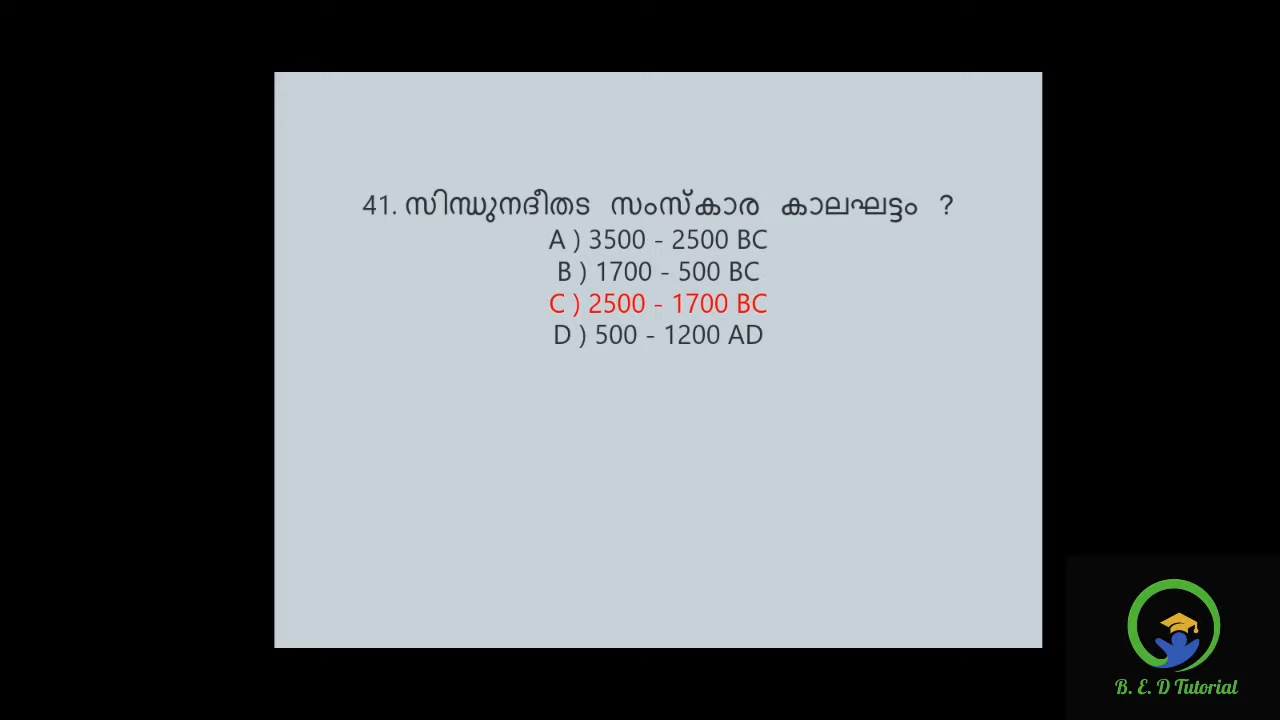 41. സിന്ധുനദീതട സംസ്കാര കാലഘട്ടം ?
A ) 3500 - 2500 BC
B ) 1700 - 500 BC
C ) 2500 - 1700 BC
D ) 500 - 1200 AD
B. E. D Tutorial